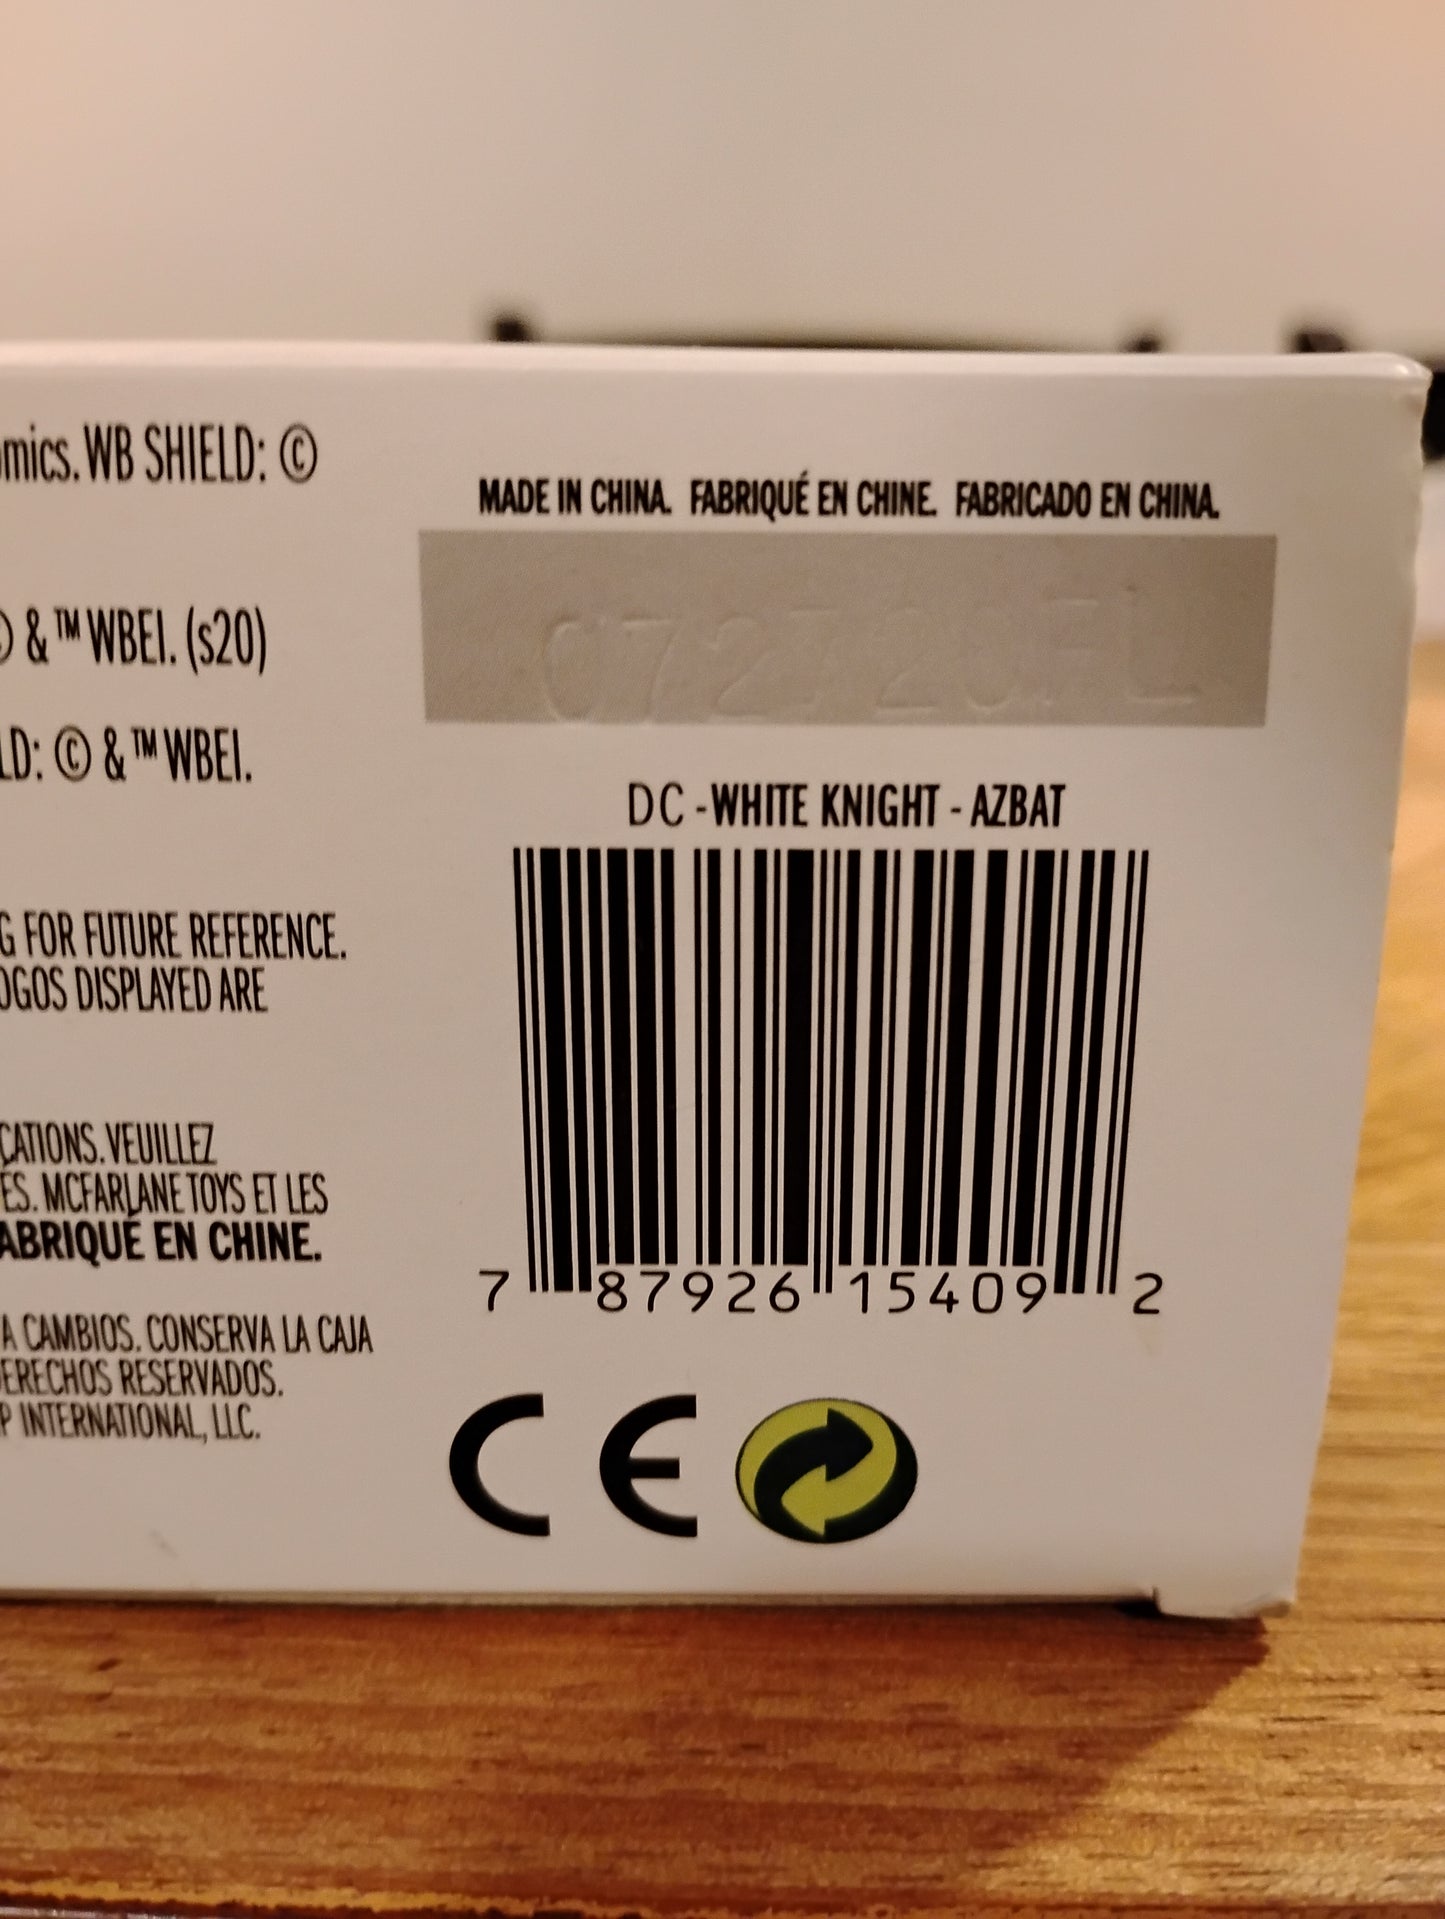 omics. WB SHIELD: ©
& ™ WBEI. (s20)
LD: © & ™ WBEI.
G FOR FUTURE REFERENCE.
OGOS DISPLAYED ARE
CATIONS. VEUILLEZ
ES. MCFARLANE TOYS ET LES
ABRIQUÉ EN CHINE.
A CAMBIOS. CONSERVA LA CAJA
DERECHOS RESERVADOS.
P INTERNATIONAL, LLC.
MADE IN CHINA. FABRIQUÉ EN CHINE. FABRICADO EN CHINA.
072720FL
DC - WHITE KNIGHT - AZBAT
7 87926 15409 2
CE